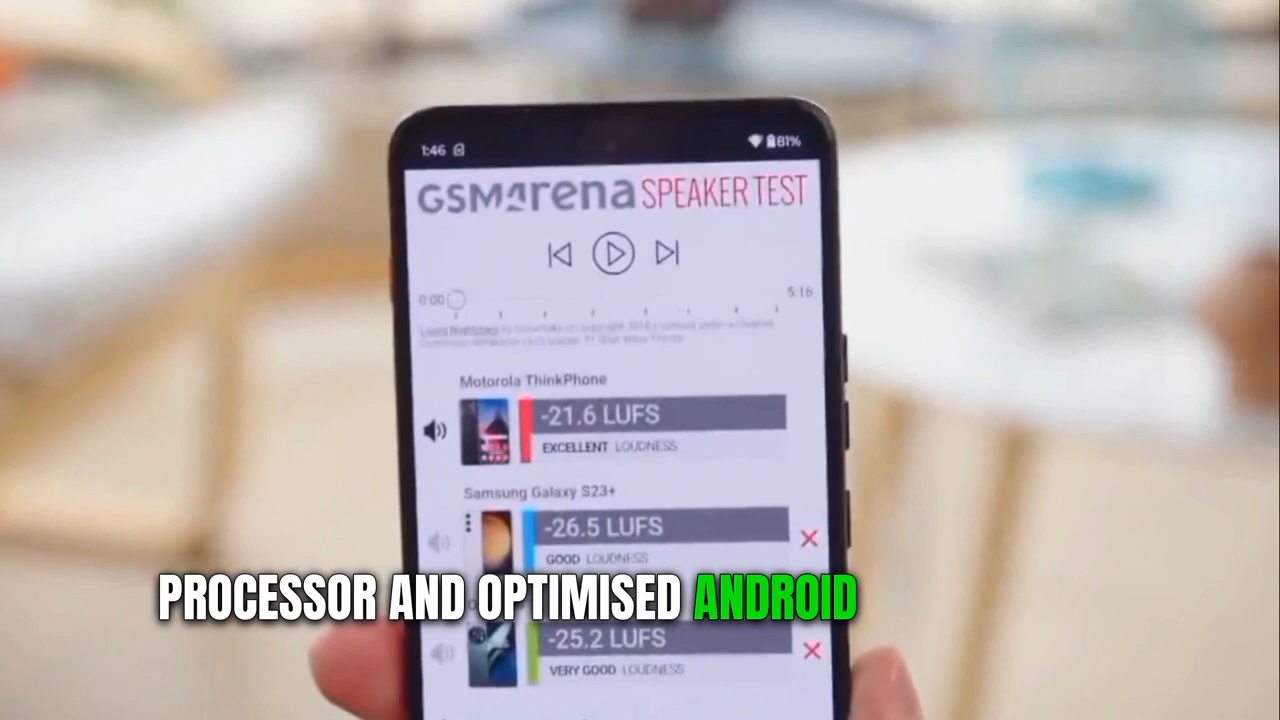 1:46
81%
GSMArena SPEAKER TEST
0:00
5:16
Motorola ThinkPhone
-21.6 LUFS
EXCELLENT LOUDNESS
Samsung Galaxy S23+
-26.5 LUFS
GOOD LOUDNESS
PROCESSOR AND OPTIMISED ANDROID
-25.2 LUFS
VERY GOOD LOUDNESS